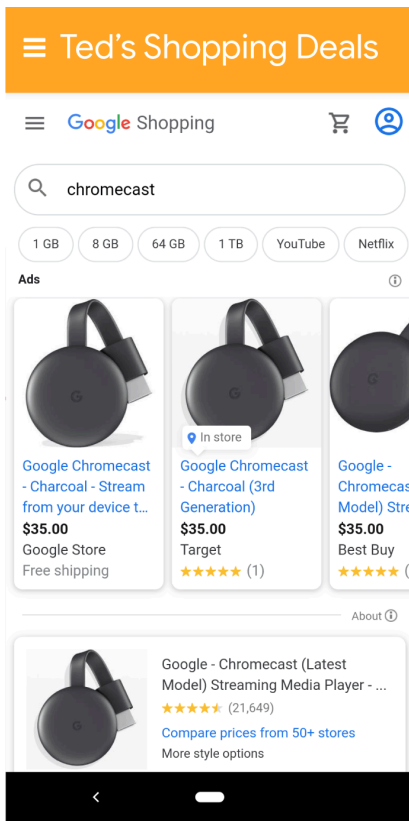 Ted's Shopping Deals
Google Shopping
chromecast
1 GB
8 GB
64 GB
1 TB
YouTube
Netflix
Ads
G
G
G
In store
Google Chromecast
- Charcoal - Stream
from your device t...
$35.00
Google Store
Free shipping
Google Chromecast
- Charcoal (3rd
Generation)
$35.00
Target
(1)
Google -
Chromecas
Model) Stre
$35.00
Best Buy
(
About
G
Google - Chromecast (Latest
Model) Streaming Media Player - ...
(21,649)
Compare prices from 50+ stores
More style options